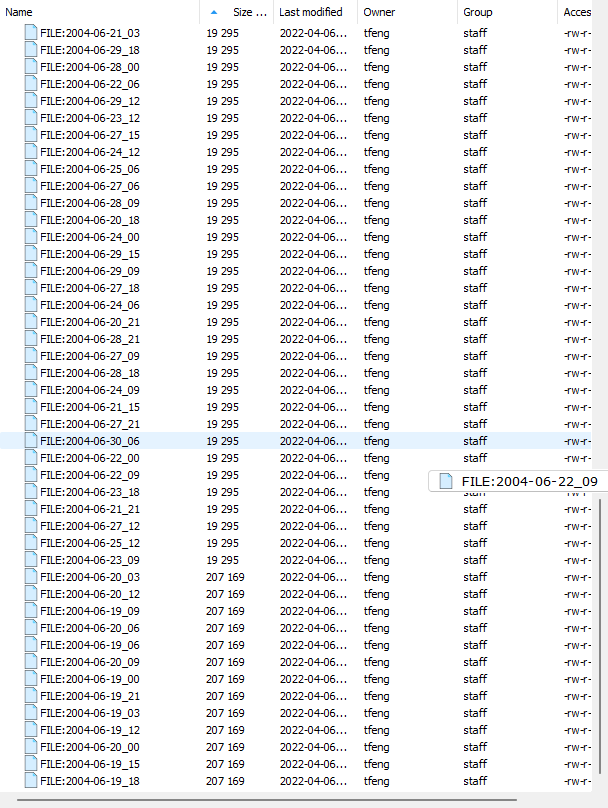 Name Size ... Last modified Owner Group Acces
FILE:2004-06-21_03 19 295 2022-04-06... tfeng staff -rw-r-
FILE:2004-06-29_18 19 295 2022-04-06... tfeng staff -rw-r-
FILE:2004-06-28_00 19 295 2022-04-06... tfeng staff -rw-r-
FILE:2004-06-22_06 19 295 2022-04-06... tfeng staff -rw-r-
FILE:2004-06-29_12 19 295 2022-04-06... tfeng staff -rw-r-
FILE:2004-06-23_12 19 295 2022-04-06... tfeng staff -rw-r-
FILE:2004-06-27_15 19 295 2022-04-06... tfeng staff -rw-r-
FILE:2004-06-24_12 19 295 2022-04-06... tfeng staff -rw-r-
FILE:2004-06-25_06 19 295 2022-04-06... tfeng staff -rw-r-
FILE:2004-06-27_06 19 295 2022-04-06... tfeng staff -rw-r-
FILE:2004-06-28_09 19 295 2022-04-06... tfeng staff -rw-r-
FILE:2004-06-20_18 19 295 2022-04-06... tfeng staff -rw-r-
FILE:2004-06-24_00 19 295 2022-04-06... tfeng staff -rw-r-
FILE:2004-06-29_15 19 295 2022-04-06... tfeng staff -rw-r-
FILE:2004-06-29_09 19 295 2022-04-06... tfeng staff -rw-r-
FILE:2004-06-27_18 19 295 2022-04-06... tfeng staff -rw-r-
FILE:2004-06-24_06 19 295 2022-04-06... tfeng staff -rw-r-
FILE:2004-06-20_21 19 295 2022-04-06... tfeng staff -rw-r-
FILE:2004-06-28_21 19 295 2022-04-06... tfeng staff -rw-r-
FILE:2004-06-27_09 19 295 2022-04-06... tfeng staff -rw-r-
FILE:2004-06-28_18 19 295 2022-04-06... tfeng staff -rw-r-
FILE:2004-06-24_09 19 295 2022-04-06... tfeng staff -rw-r-
FILE:2004-06-21_15 19 295 2022-04-06... tfeng staff -rw-r-
FILE:2004-06-27_21 19 295 2022-04-06... tfeng staff -rw-r-
FILE:2004-06-30_06 19 295 2022-04-06... tfeng staff -rw-r-
FILE:2004-06-22_00 19 295 2022-04-06... tfeng staff -rw-r-
FILE:2004-06-22_09 19 295 2022-04-06... tfeng
FILE:2004-06-22_09
FILE:2004-06-23_18 19 295 2022-04-06... tfeng staff -rw-r-
FILE:2004-06-21_21 19 295 2022-04-06... tfeng staff -rw-r-
FILE:2004-06-27_12 19 295 2022-04-06... tfeng staff -rw-r-
FILE:2004-06-25_12 19 295 2022-04-06... tfeng staff -rw-r-
FILE:2004-06-23_09 19 295 2022-04-06... tfeng staff -rw-r-
FILE:2004-06-20_03 207 169 2022-04-06... tfeng staff -rw-r-
FILE:2004-06-20_12 207 169 2022-04-06... tfeng staff -rw-r-
FILE:2004-06-19_09 207 169 2022-04-06... tfeng staff -rw-r-
FILE:2004-06-20_06 207 169 2022-04-06... tfeng staff -rw-r-
FILE:2004-06-19_06 207 169 2022-04-06... tfeng staff -rw-r-
FILE:2004-06-20_09 207 169 2022-04-06... tfeng staff -rw-r-
FILE:2004-06-19_00 207 169 2022-04-06... tfeng staff -rw-r-
FILE:2004-06-19_21 207 169 2022-04-06... tfeng staff -rw-r-
FILE:2004-06-19_03 207 169 2022-04-06... tfeng staff -rw-r-
FILE:2004-06-19_12 207 169 2022-04-06... tfeng staff -rw-r-
FILE:2004-06-20_00 207 169 2022-04-06... tfeng staff -rw-r-
FILE:2004-06-19_15 207 169 2022-04-06... tfeng staff -rw-r-
FILE:2004-06-19_18 207 169 2022-04-06... tfeng staff -rw-r-